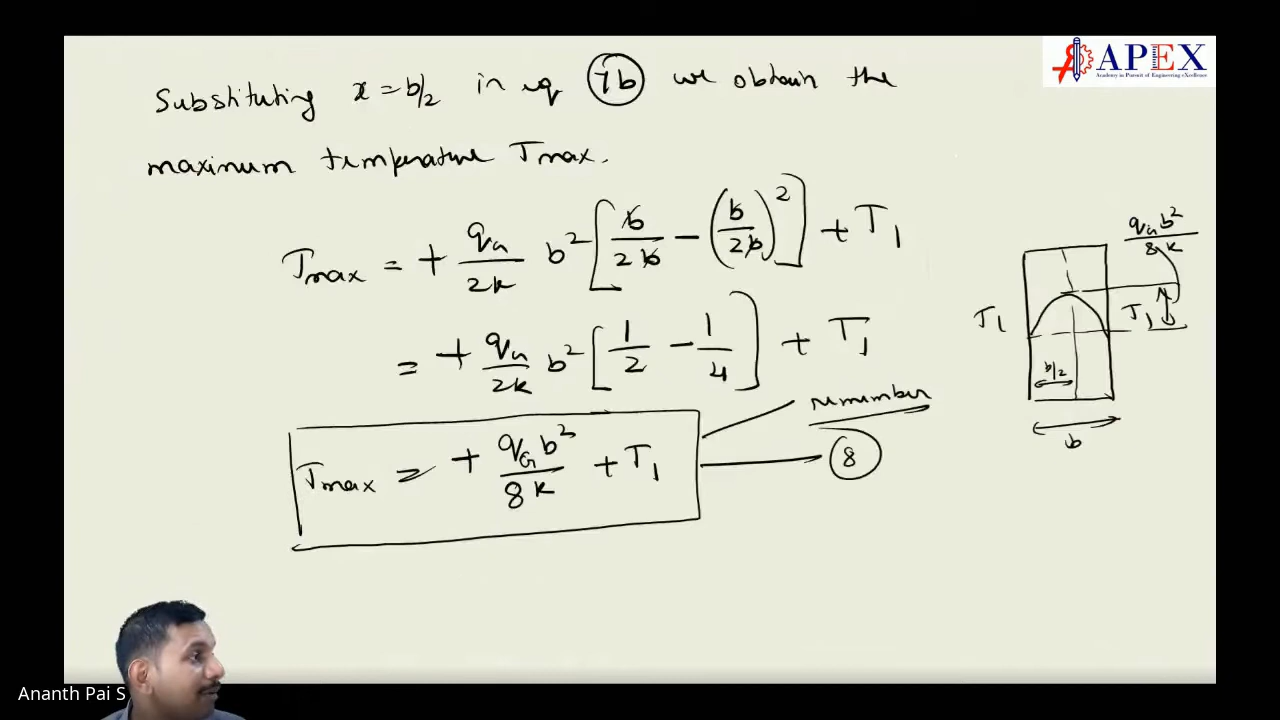 APEX
Academy in Pursuit of Engineering eXcellence
Substituting x = b/2 in eq (7b) we obtain the
maximum temperature Tmax.
Tmax = + qG/2k b² [b/2b − (b/2b)²] + T1
= + qG/2k b² [1/2 − 1/4] + T1
Tmax = + qG b²/8k + T1
remember
8
qG b²/8k
T1
T1
b/2
b
Ananth Pai S